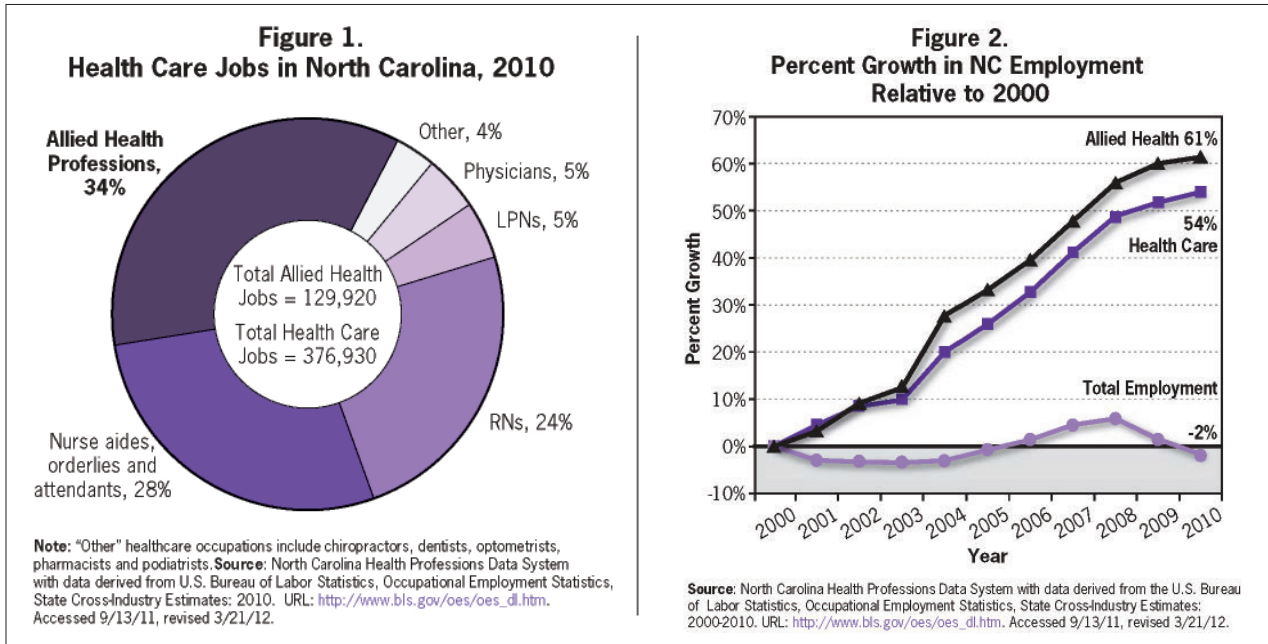 Figure 1.
Health Care Jobs in North Carolina, 2010
Allied Health
Professions,
34%
Other, 4%
Physicians, 5%
LPNs, 5%
Total Allied Health
Jobs = 129,920
Total Health Care
Jobs = 376,930
RNs, 24%
Nurse aides,
orderlies and
attendants, 28%
Note: “Other” healthcare occupations include chiropractors, dentists, optometrists,
pharmacists and podiatrists. Source: North Carolina Health Professions Data System
with data derived from U.S. Bureau of Labor Statistics, Occupational Employment Statistics,
State Cross-Industry Estimates: 2010. URL: http://www.bls.gov/oes/oes_dl.htm.
Accessed 9/13/11, revised 3/21/12.
Figure 2.
Percent Growth in NC Employment
Relative to 2000
70%
60%
50%
40%
30%
20%
10%
0%
-10%
Percent Growth
Allied Health 61%
54%
Health Care
Total Employment
-2%
2000
2001
2002
2003
2004
2005
2006
2007
2008
2009
2010
Year
Source: North Carolina Health Professions Data System with data derived from the U.S. Bureau
of Labor Statistics, Occupational Employment Statistics, State Cross-Industry Estimates:
2000-2010. URL: http://www.bls.gov/oes/oes_dl.htm. Accessed 9/13/11, revised 3/21/12.